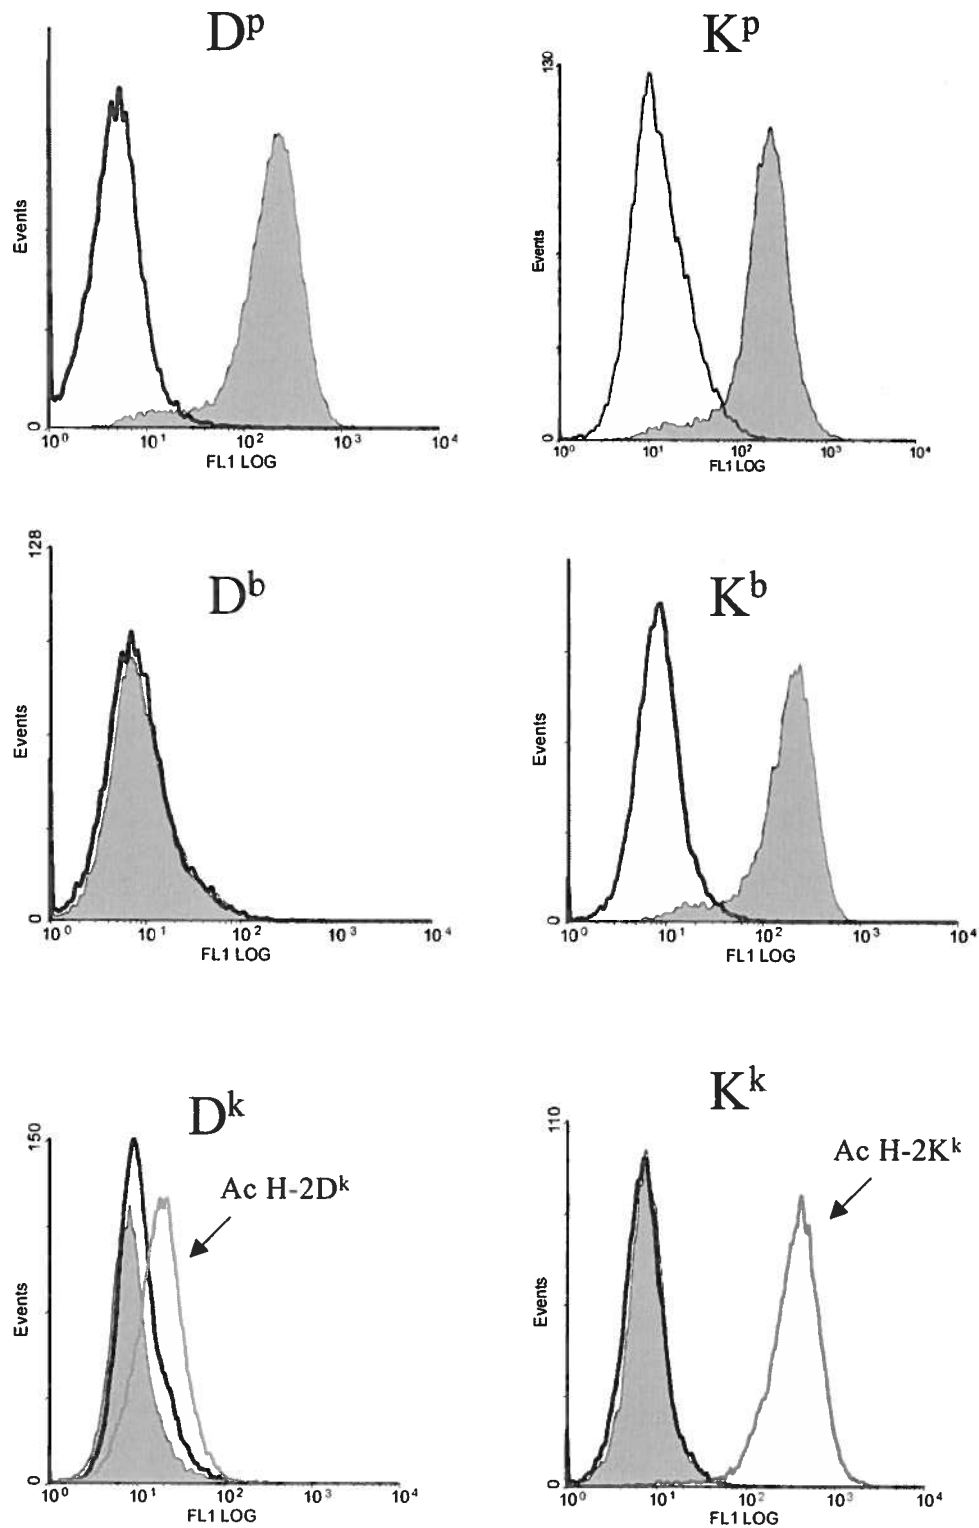 Dᵖ
Events
0
10⁰ 10¹ 10² 10³ 10⁴
FL1 LOG
Kᵖ
130
Events
0
10⁰ 10¹ 10² 10³ 10⁴
FL1 LOG
Dᵇ
128
Events
0
10⁰ 10¹ 10² 10³ 10⁴
FL1 LOG
Kᵇ
Events
0
10⁰ 10¹ 10² 10³ 10⁴
FL1 LOG
Dᵏ
150
Ac H-2Dᵏ
Events
0
10⁰ 10¹ 10² 10³ 10⁴
FL1 LOG
Kᵏ
110
Ac H-2Kᵏ
Events
0
10⁰ 10¹ 10² 10³ 10⁴
FL1 LOG